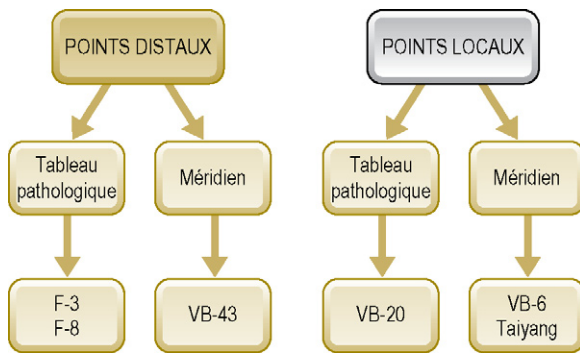 POINTS DISTAUX
POINTS LOCAUX
Tableau
pathologique
Méridien
Tableau
pathologique
Méridien
F-3
F-8
VB-43
VB-20
VB-6
Taiyang